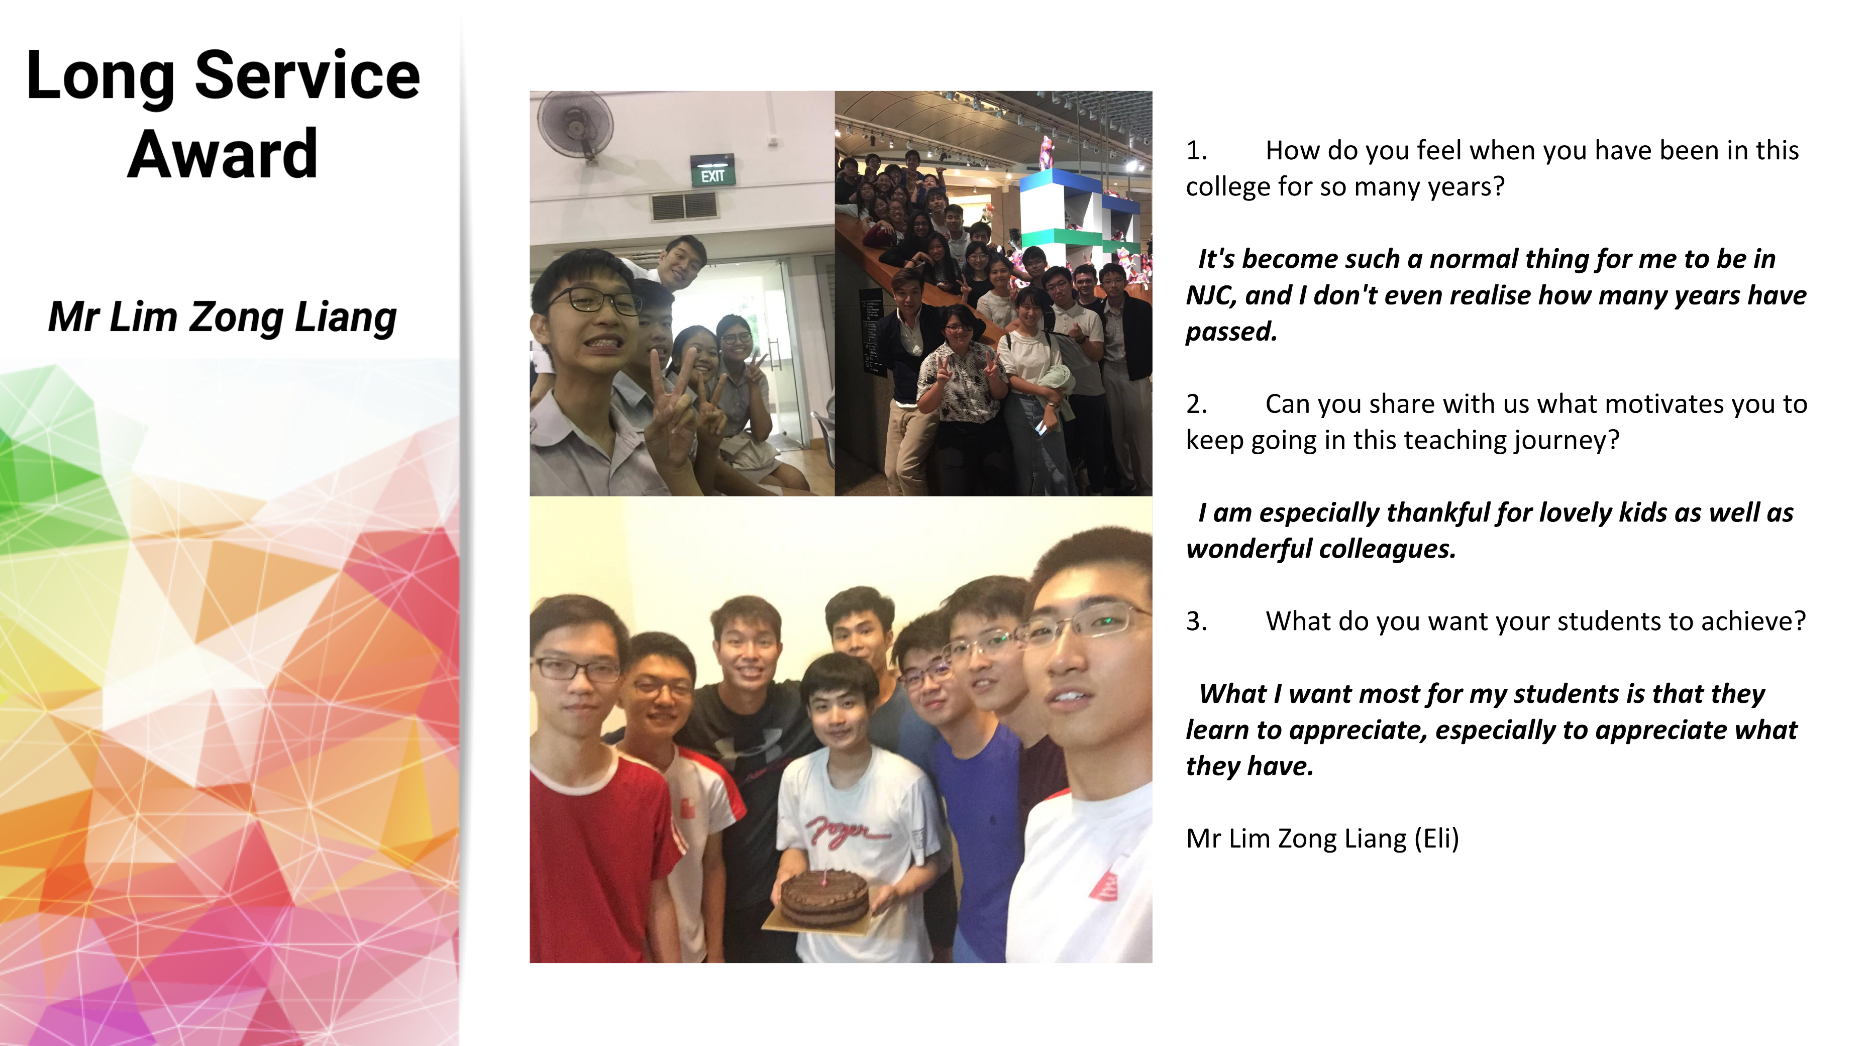 Long Service
Award
Mr Lim Zong Liang
EXIT
1. How do you feel when you have been in this
college for so many years?
It's become such a normal thing for me to be in
NJC, and I don't even realise how many years have
passed.
2. Can you share with us what motivates you to
keep going in this teaching journey?
I am especially thankful for lovely kids as well as
wonderful colleagues.
3. What do you want your students to achieve?
What I want most for my students is that they
learn to appreciate, especially to appreciate what
they have.
Mr Lim Zong Liang (Eli)